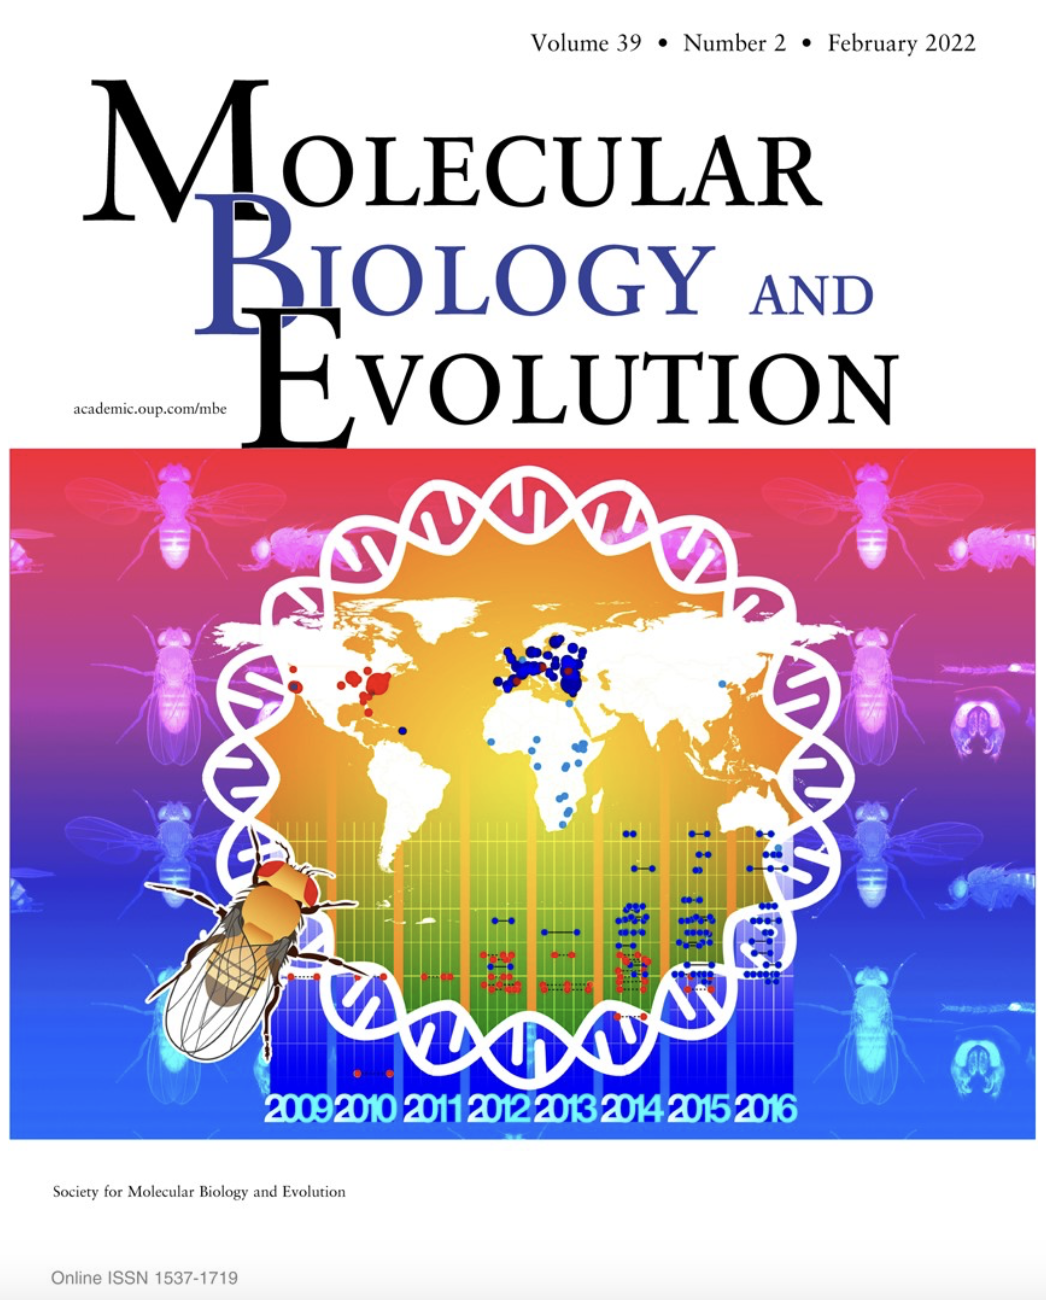 Volume 39 • Number 2 • February 2022
MOLECULAR
BIOLOGY AND
EVOLUTION
academic.oup.com/mbe
2009 2010 2011 2012 2013 2014 2015 2016
Society for Molecular Biology and Evolution
Online ISSN 1537-1719